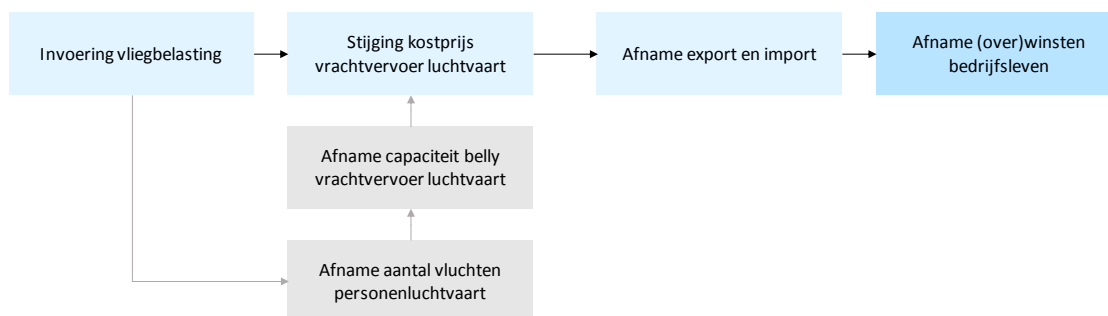 Invoering vliegbelasting
Stijging kostprijs
vrachtvervoer luchtvaart
Afname export en import
Afname (over)winsten
bedrijfsleven
Afname capaciteit belly
vrachtvervoer luchtvaart
Afname aantal vluchten
personenluchtvaart